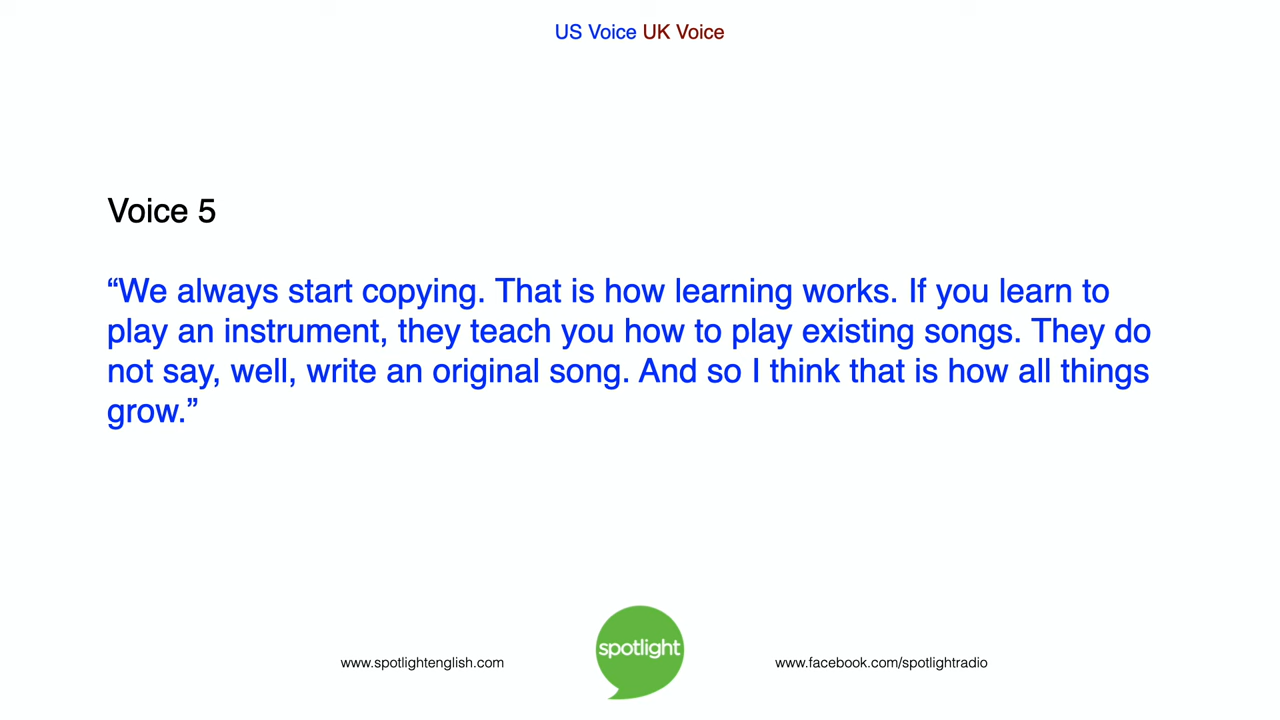 US Voice UK Voice
Voice 5
“We always start copying. That is how learning works. If you learn to
play an instrument, they teach you how to play existing songs. They do
not say, well, write an original song. And so I think that is how all things
grow.”
spotlight
www.spotlightenglish.com
www.facebook.com/spotlightradio